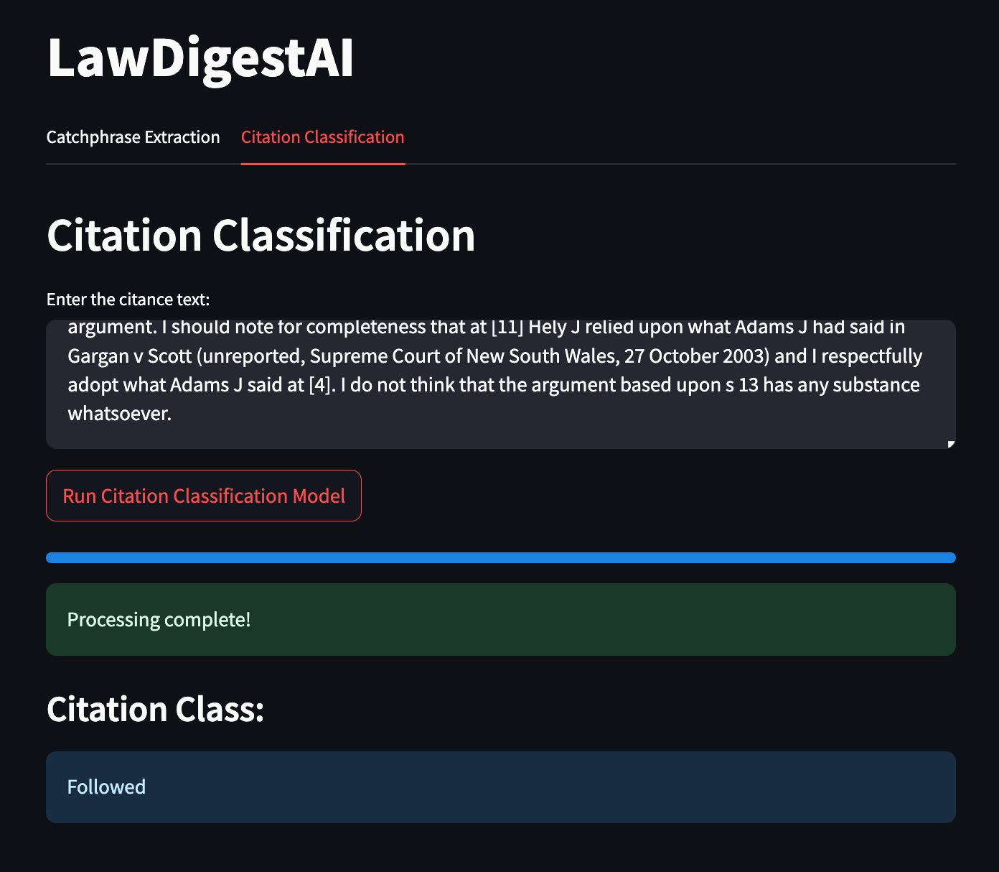 LawDigestAI
Catchphrase Extraction
Citation Classification
Citation Classification
Enter the citance text:
argument. I should note for completeness that at [11] Hely J relied upon what Adams J had said in
Gargan v Scott (unreported, Supreme Court of New South Wales, 27 October 2003) and I respectfully
adopt what Adams J said at [4]. I do not think that the argument based upon s 13 has any substance
whatsoever.
Run Citation Classification Model
Processing complete!
Citation Class:
Followed